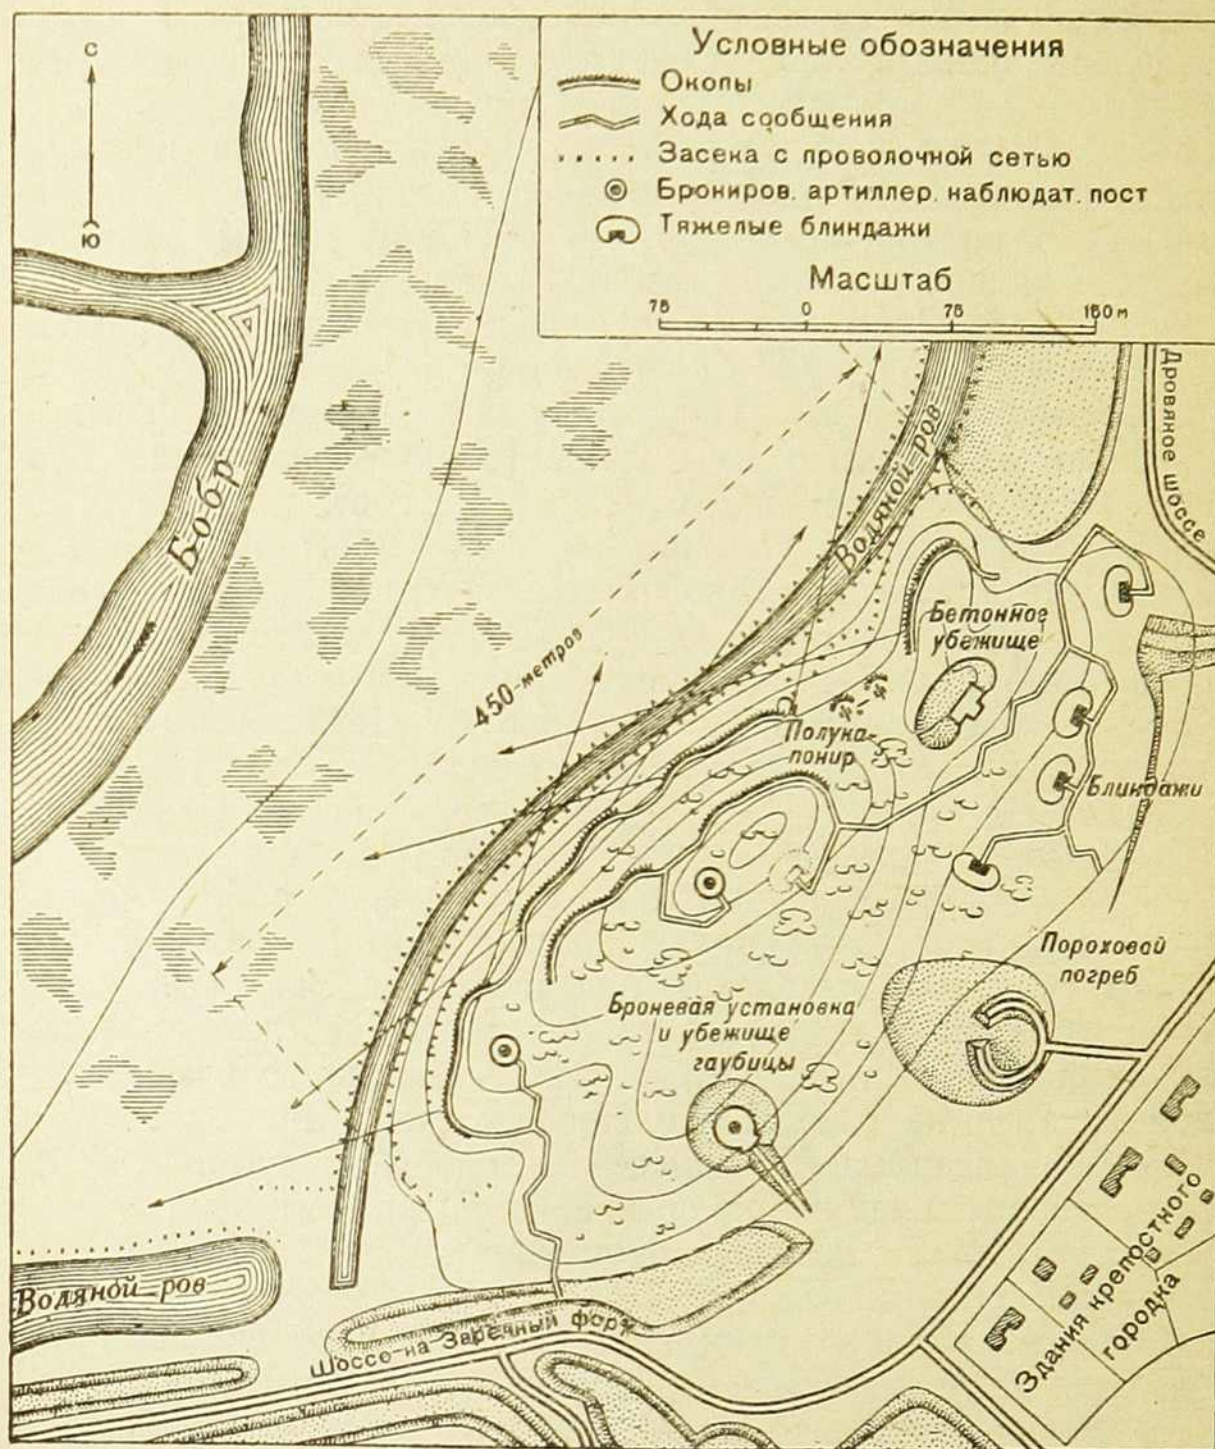 С
Ю
Условные обозначения
Окопы
Хода сообщения
Засека с проволочной сетью
Брониров. артиллер. наблюдат. пост
Тяжелые блиндажи
Масштаб
75 0 75 150 м
Дровяное шоссе
Бобр
Водяной ров
450 метров
Бетонное
убежище
Полука-
понир
Блиндажи
Пороховой
погреб
Броневая установка
и убежище
гаубицы
Водяной ров
Шоссе на Заречный форт
Здания крепостного
городка